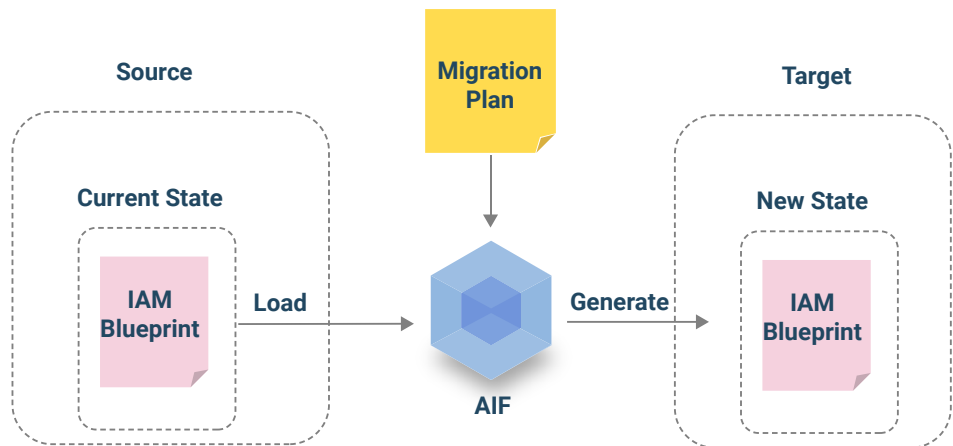 Source
Migration
Plan
Target
Current State
New State
IAM
Blueprint
Load
Generate
IAM
Blueprint
AIF